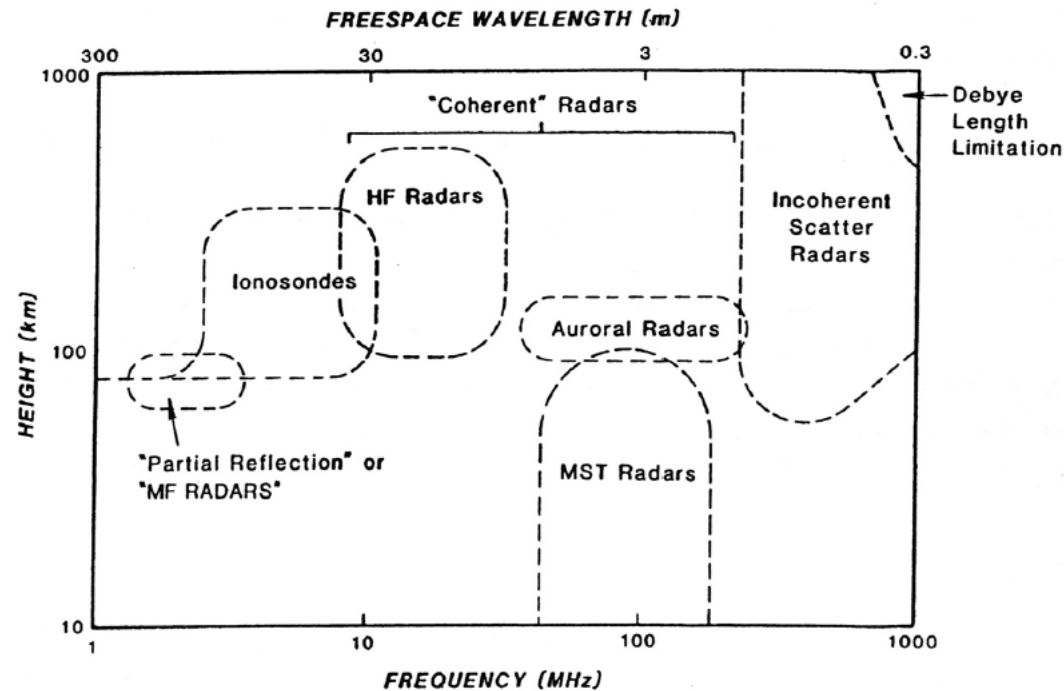 FREESPACE WAVELENGTH (m)
300 30 3 0.3
1000
"Coherent" Radars
Debye
Length
Limitation
HF Radars
Incoherent
Scatter
Radars
Ionosondes
HEIGHT (km)
Auroral Radars
100
"Partial Reflection" or
"MF RADARS"
MST Radars
10
1 10 100 1000
FREQUENCY (MHz)